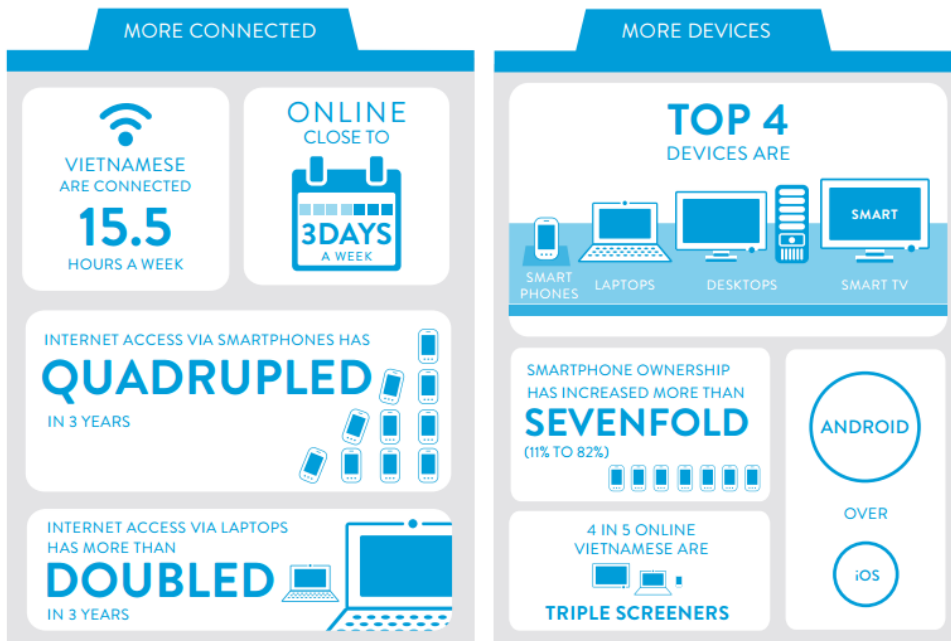 MORE CONNECTED
VIETNAMESE
ARE CONNECTED
15.5
HOURS A WEEK
ONLINE
CLOSE TO
3DAYS
A WEEK
INTERNET ACCESS VIA SMARTPHONES HAS
QUADRUPLED
IN 3 YEARS
INTERNET ACCESS VIA LAPTOPS
HAS MORE THAN
DOUBLED
IN 3 YEARS
MORE DEVICES
TOP 4
DEVICES ARE
SMART
SMART
PHONES
LAPTOPS
DESKTOPS
SMART TV
SMARTPHONE OWNERSHIP
HAS INCREASED MORE THAN
SEVENFOLD
(11% TO 82%)
4 IN 5 ONLINE
VIETNAMESE ARE
TRIPLE SCREENERS
ANDROID
OVER
iOS